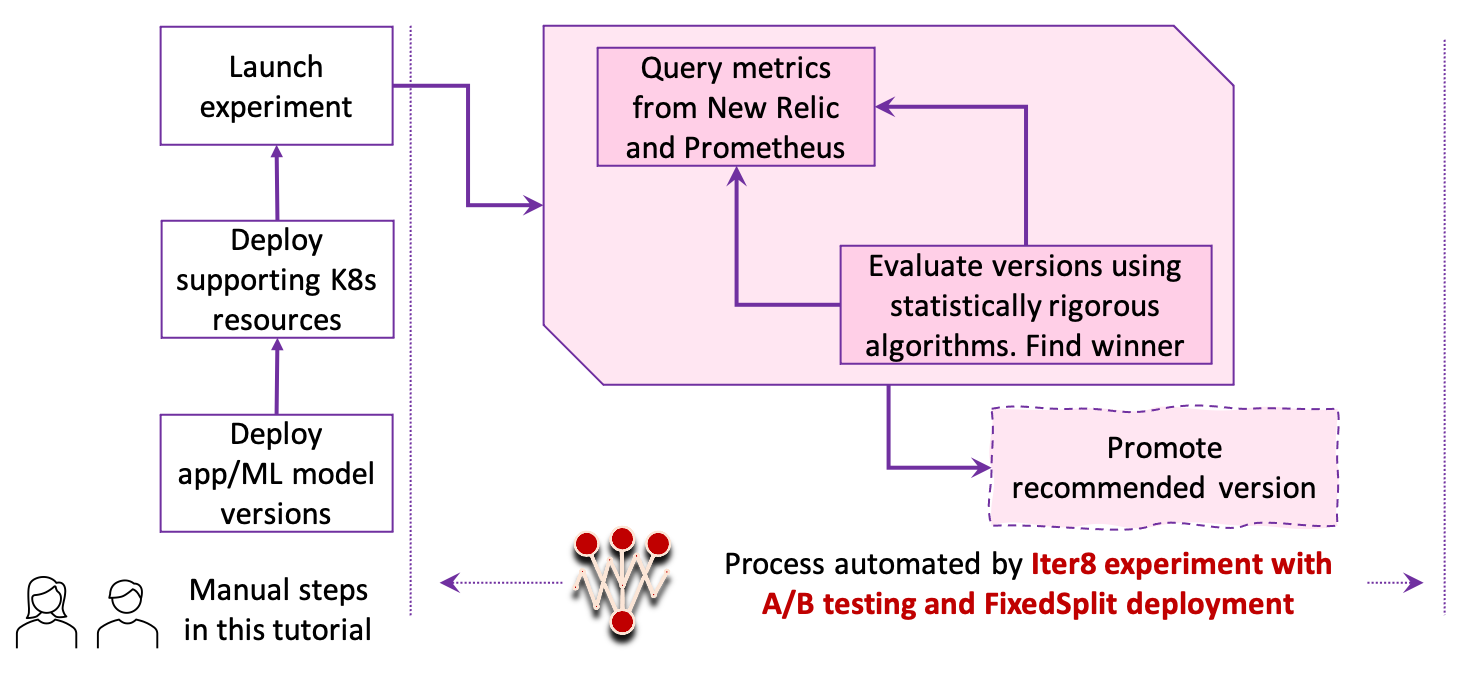 Launch
experiment
Deploy
supporting K8s
resources
Deploy
app/ML model
versions
Manual steps
in this tutorial
Query metrics
from New Relic
and Prometheus
Evaluate versions using
statistically rigorous
algorithms. Find winner
Promote
recommended version
Process automated by Iter8 experiment with
A/B testing and FixedSplit deployment